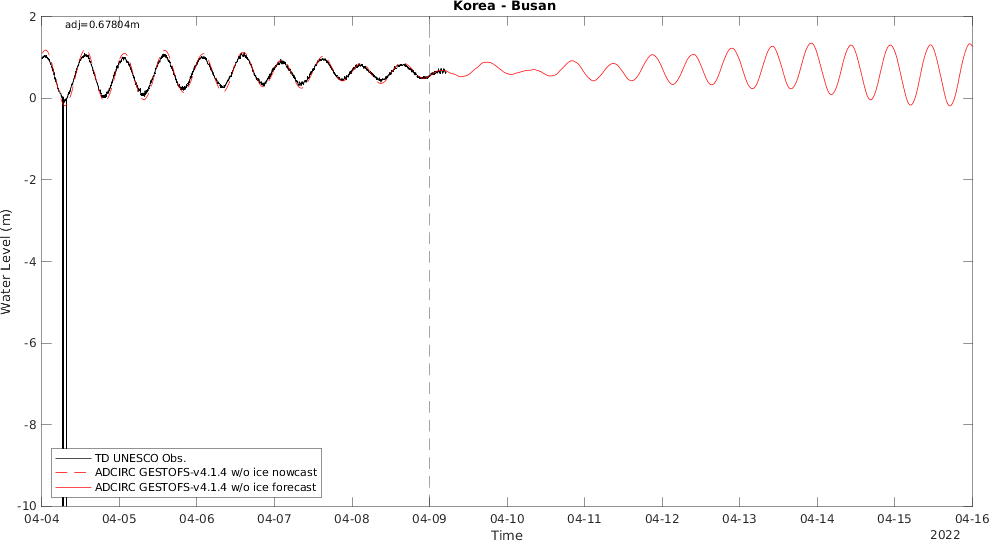 Korea - Busan
adj=0.67804m
2
0
-2
-4
-6
-8
-10
Water Level (m)
TD UNESCO Obs.
ADCIRC GESTOFS-v4.1.4 w/o ice nowcast
ADCIRC GESTOFS-v4.1.4 w/o ice forecast
04-04 04-05 04-06 04-07 04-08 04-09 04-10 04-11 04-12 04-13 04-14 04-15 04-16
Time
2022